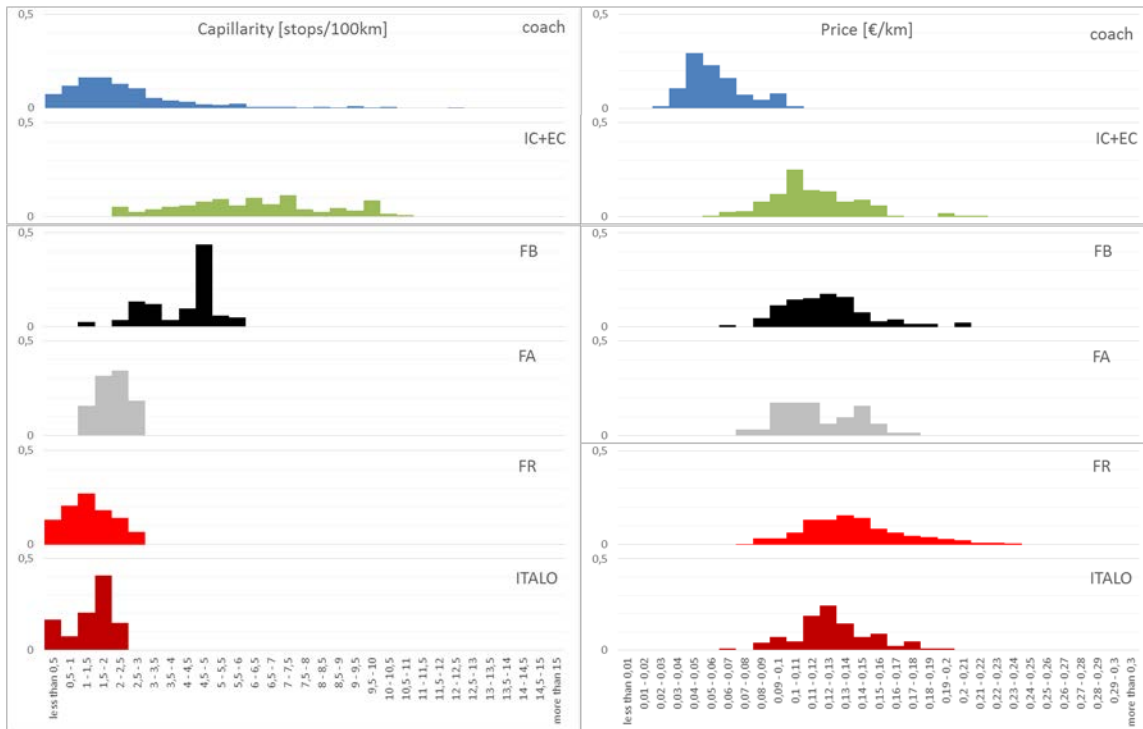 Capillarity [stops/100km]
coach
0,5
0
IC+EC
0,5
0
FB
0,5
0
FA
0,5
0
FR
0,5
0
ITALO
0,5
0
less than 0,5
0,5 - 1
1 - 1,5
1,5 - 2
2 - 2,5
2,5 - 3
3 - 3,5
3,5 - 4
4 - 4,5
4,5 - 5
5 - 5,5
5,5 - 6
6 - 6,5
6,5 - 7
7 - 7,5
7,5 - 8
8 - 8,5
8,5 - 9
9 - 9,5
9,5 - 10
10 - 10,5
10,5 - 11
11 - 11,5
11,5 - 12
12 - 12,5
12,5 - 13
13 - 13,5
13,5 - 14
14 - 14,5
14,5 - 15
more than 15
Price [€/km]
coach
0,5
0
IC+EC
0,5
0
FB
0,5
0
FA
0,5
0
FR
0,5
0
ITALO
0,5
0
less than 0,01
0,01 - 0,02
0,02 - 0,03
0,03 - 0,04
0,04 - 0,05
0,05 - 0,06
0,06 - 0,07
0,07 - 0,08
0,08 - 0,09
0,09 - 0,1
0,1 - 0,11
0,11 - 0,12
0,12 - 0,13
0,13 - 0,14
0,14 - 0,15
0,15 - 0,16
0,16 - 0,17
0,17 - 0,18
0,18 - 0,19
0,19 - 0,2
0,2 - 0,21
0,21 - 0,22
0,22 - 0,23
0,23 - 0,24
0,24 - 0,25
0,25 - 0,26
0,26 - 0,27
0,27 - 0,28
0,28 - 0,29
0,29 - 0,3
more than 0,3